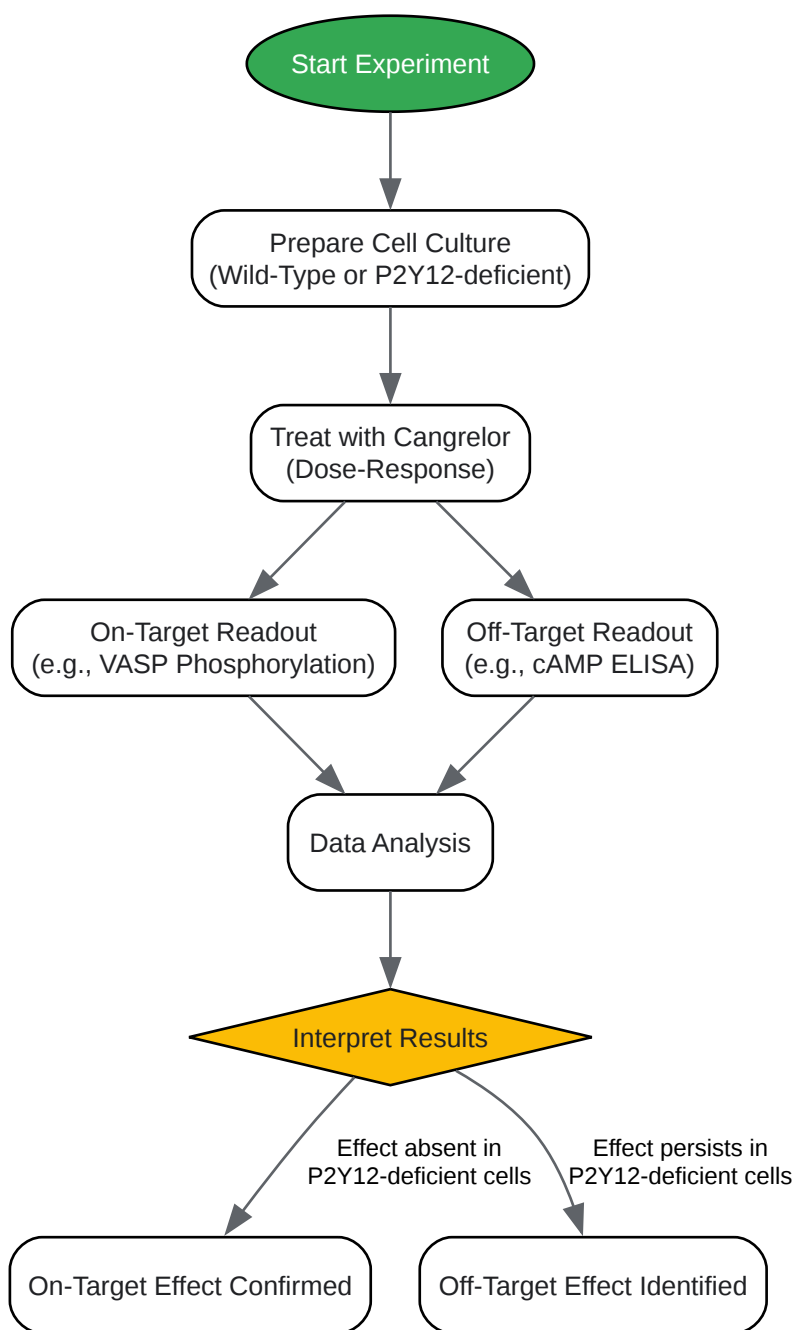 Start Experiment
Prepare Cell Culture
(Wild-Type or P2Y12-deficient)
Treat with Cangrelor
(Dose-Response)
On-Target Readout
(e.g., VASP Phosphorylation)
Off-Target Readout
(e.g., cAMP ELISA)
Data Analysis
Interpret Results
Effect absent in
P2Y12-deficient cells
Effect persists in
P2Y12-deficient cells
On-Target Effect Confirmed
Off-Target Effect Identified